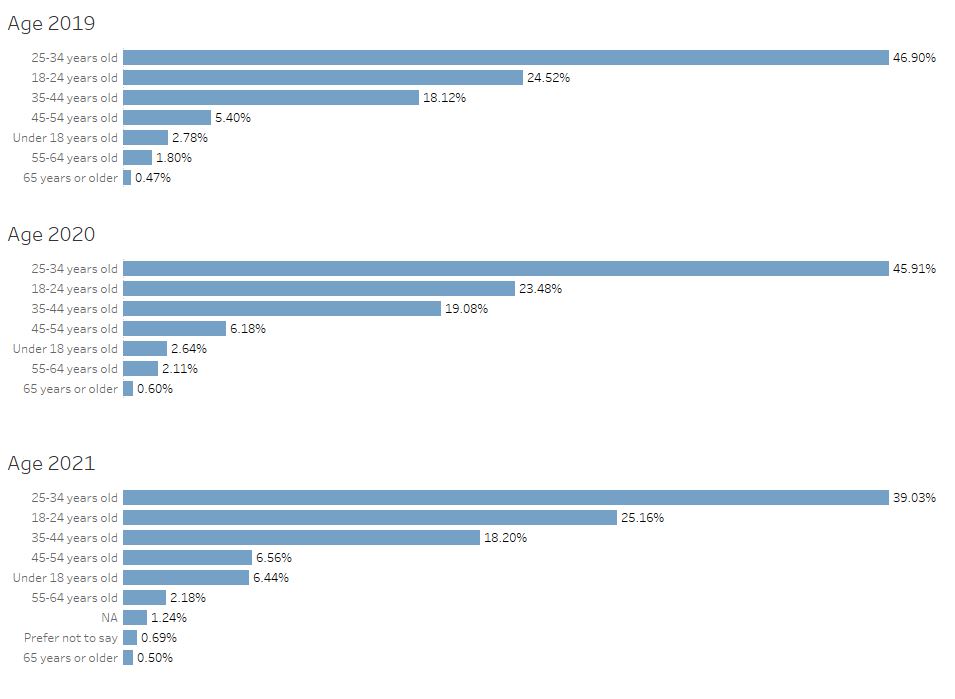 Age 2019
25-34 years old 46.90%
18-24 years old 24.52%
35-44 years old 18.12%
45-54 years old 5.40%
Under 18 years old 2.78%
55-64 years old 1.80%
65 years or older 0.47%
Age 2020
25-34 years old 45.91%
18-24 years old 23.48%
35-44 years old 19.08%
45-54 years old 6.18%
Under 18 years old 2.64%
55-64 years old 2.11%
65 years or older 0.60%
Age 2021
25-34 years old 39.03%
18-24 years old 25.16%
35-44 years old 18.20%
45-54 years old 6.56%
Under 18 years old 6.44%
55-64 years old 2.18%
NA 1.24%
Prefer not to say 0.69%
65 years or older 0.50%